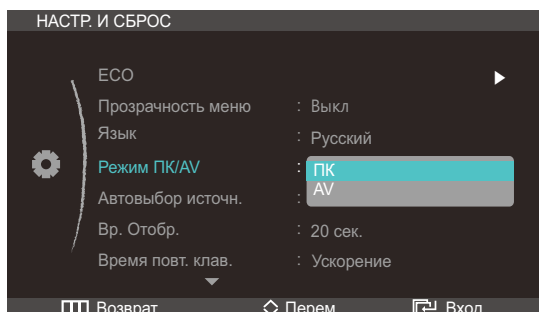 НАСТР. И СБРОС
ECO
Прозрачность меню : Выкл
Язык : Русский
Режим ПК/AV : ПК
AV
Автовыбор источн. :
Вр. Отобр. : 20 сек.
Время повт. клав. : Ускорение
Возврат Перем. Вход